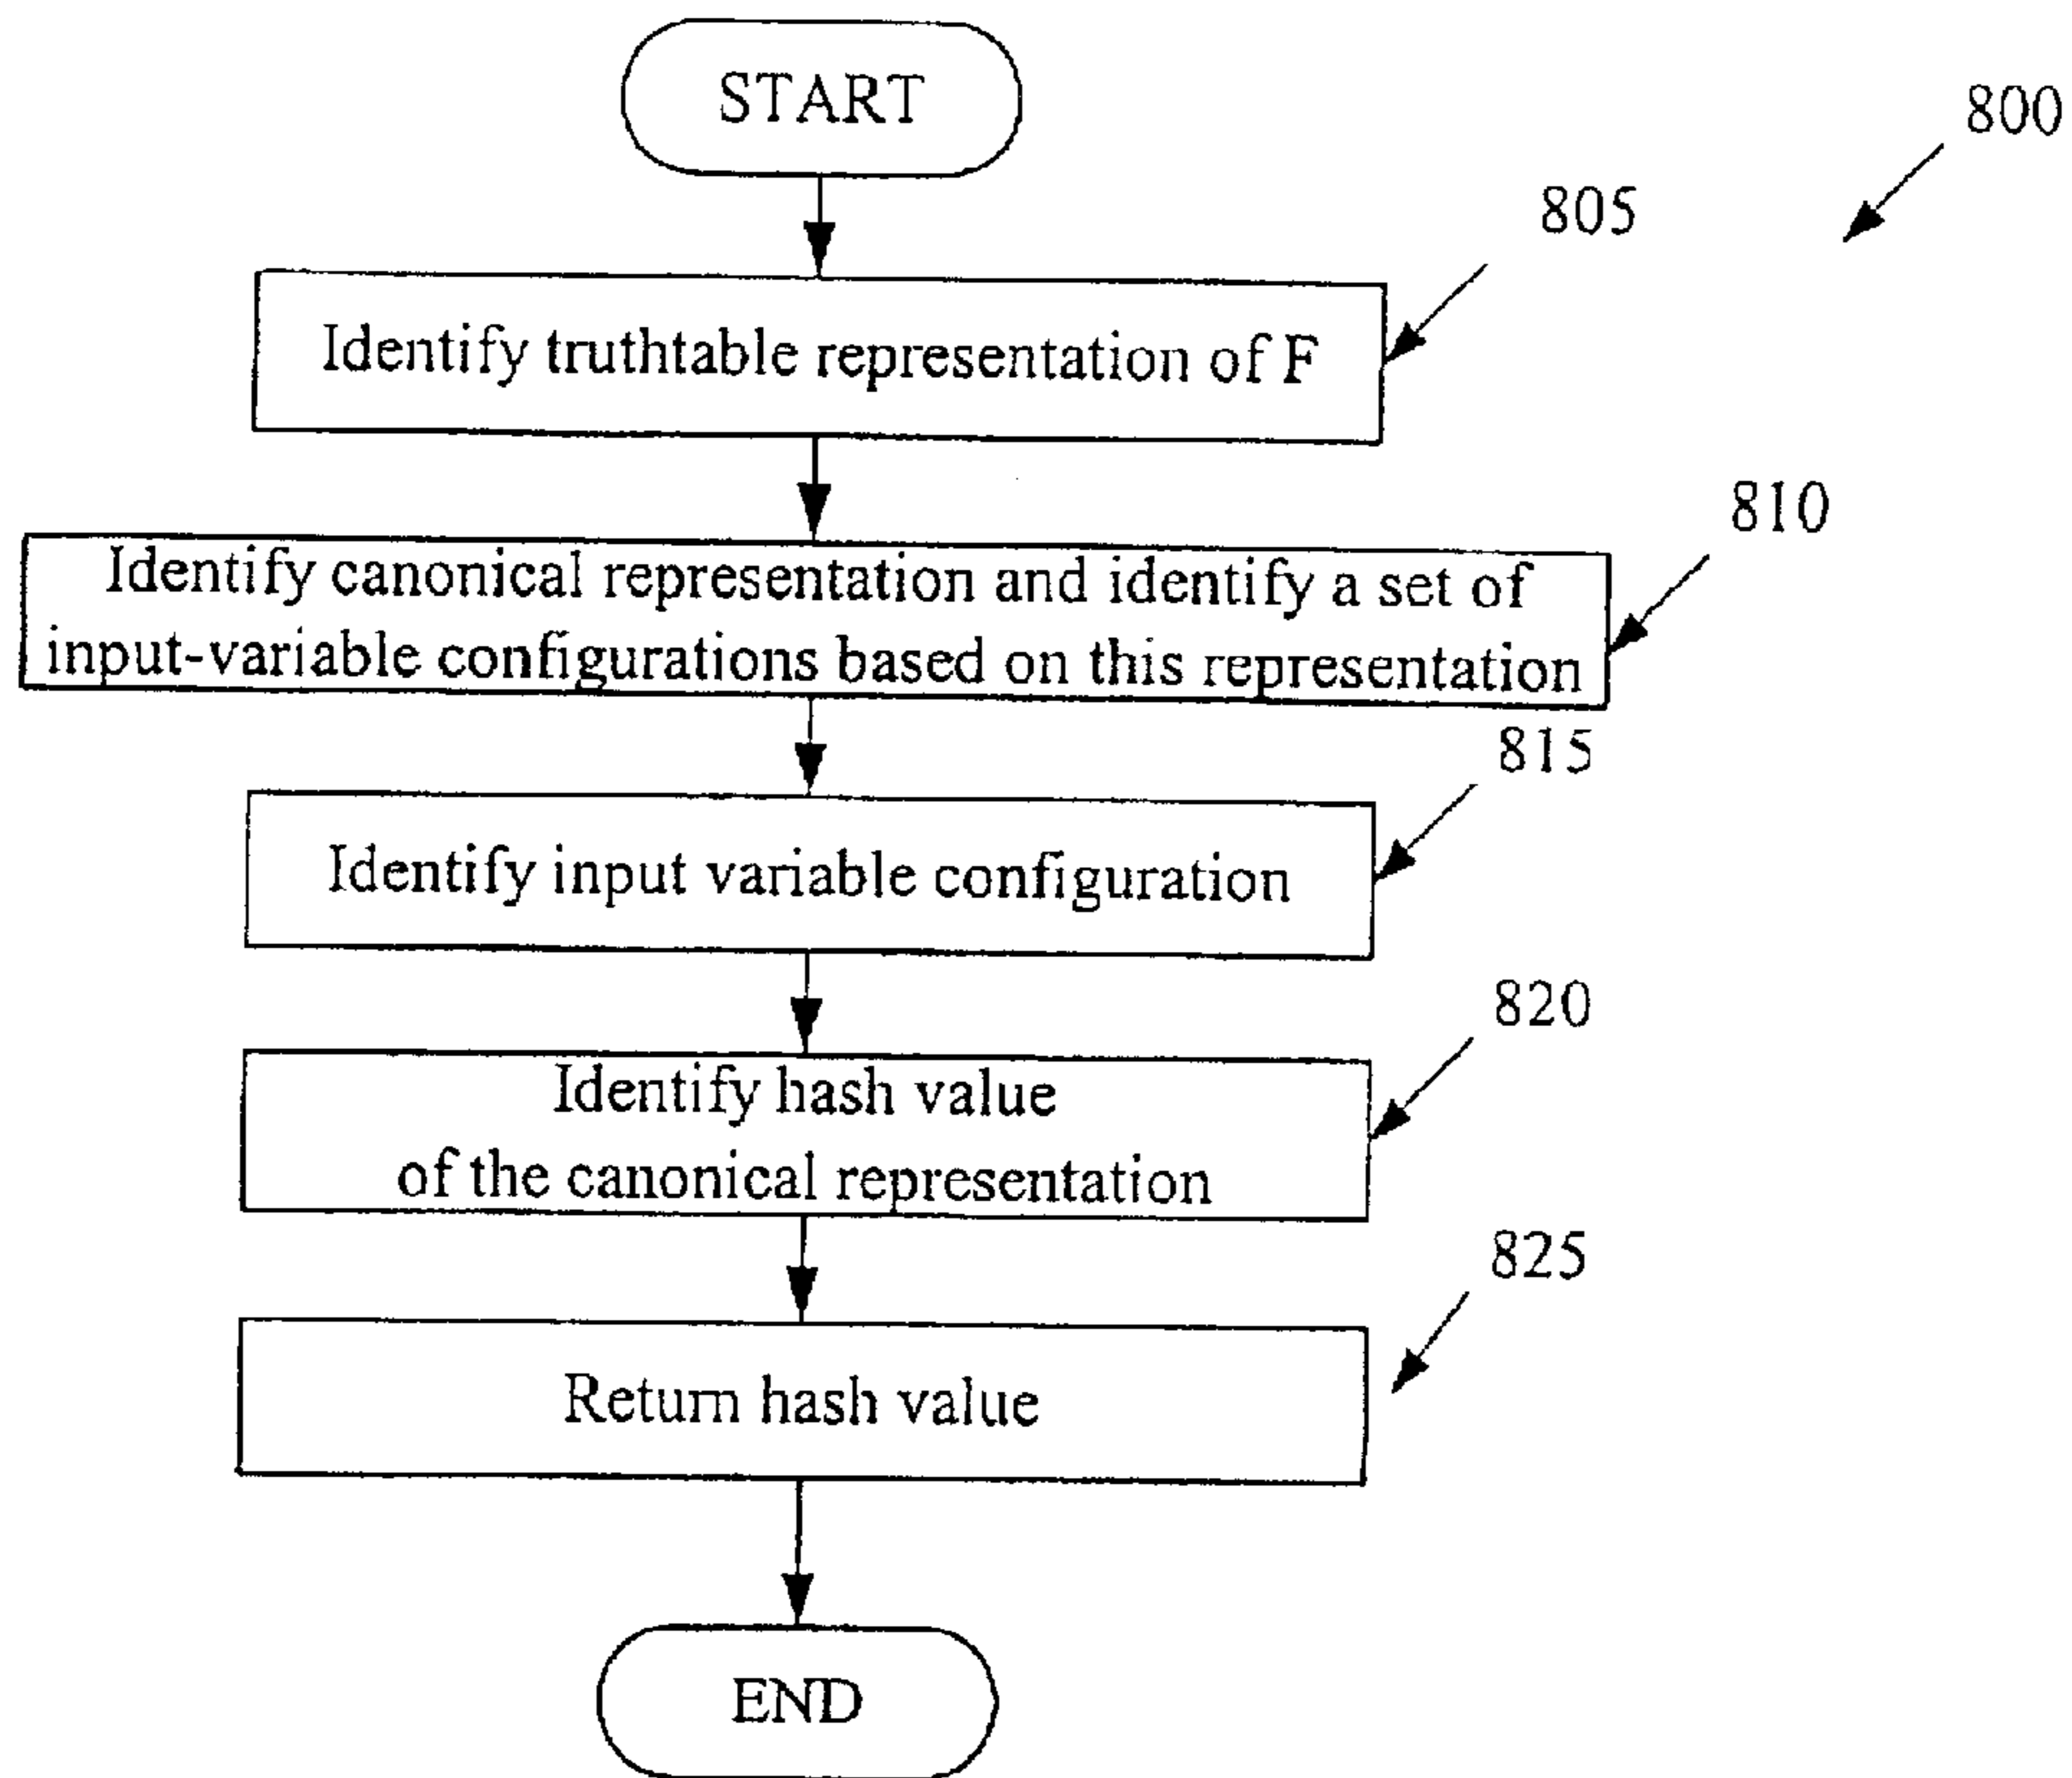 START
800
805
Identify truthtable representation of F
810
Identify canonical representation and identify a set of
input-variable configurations based on this representation
815
Identify input variable configuration
820
Identify hash value
of the canonical representation
825
Return hash value
END